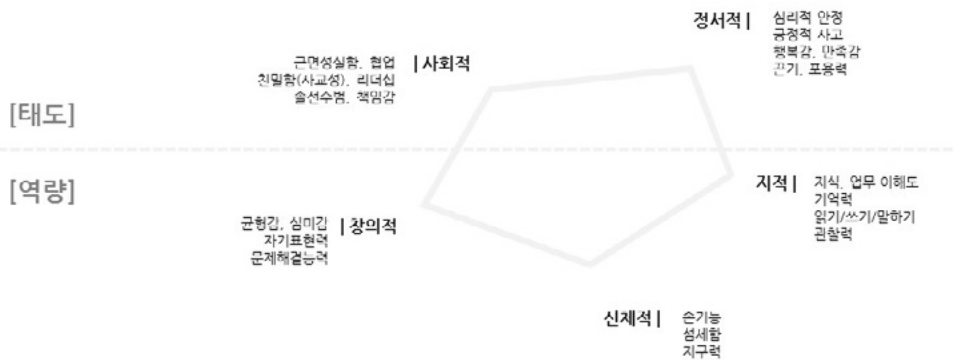 정서적 | 심리적 안정
긍정적 사고
행복감, 만족감
끈기, 포용력
근면성실함, 협업 | 사회적
친밀함(사교성), 리더십
솔선수범, 책임감
[태도]
[역량]
지적 | 지식, 업무 이해도
기억력
읽기/쓰기/말하기
관찰력
균형감, 심미감 | 창의적
자기표현력
문제해결능력
신체적 | 손기능
섬세함
지구력